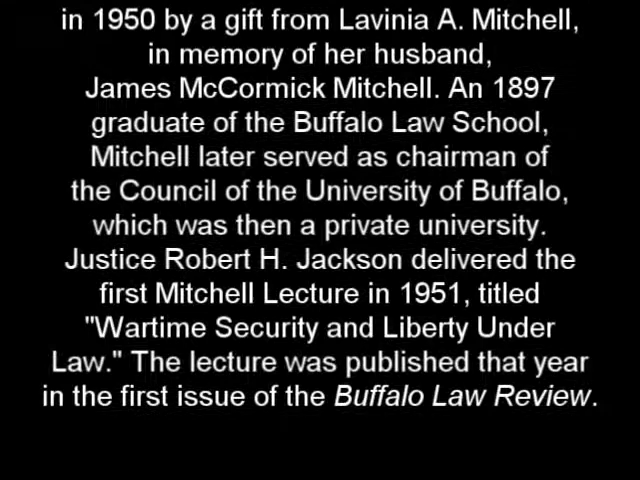 in 1950 by a gift from Lavinia A. Mitchell,
in memory of her husband,
James McCormick Mitchell. An 1897
graduate of the Buffalo Law School,
Mitchell later served as chairman of
the Council of the University of Buffalo,
which was then a private university.
Justice Robert H. Jackson delivered the
first Mitchell Lecture in 1951, titled
"Wartime Security and Liberty Under
Law." The lecture was published that year
in the first issue of the Buffalo Law Review.